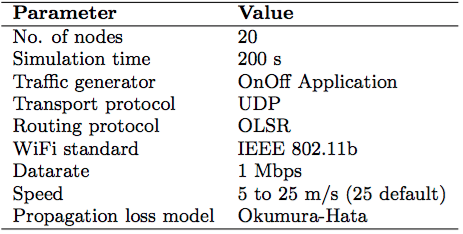 Parameter Value
No. of nodes 20
Simulation time 200 s
Traffic generator OnOff Application
Transport protocol UDP
Routing protocol OLSR
WiFi standard IEEE 802.11b
Datarate 1 Mbps
Speed 5 to 25 m/s (25 default)
Propagation loss model Okumura-Hata